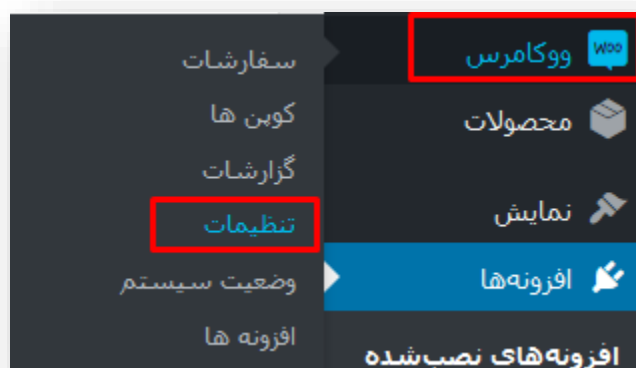 Woo ووکامرس
محصولات
نمایش
افزونه‌ها
افزونه‌های نصب‌شده
سفارشات
کوپن ها
گزارشات
تنظیمات
وضعیت سیستم
افزونه ها